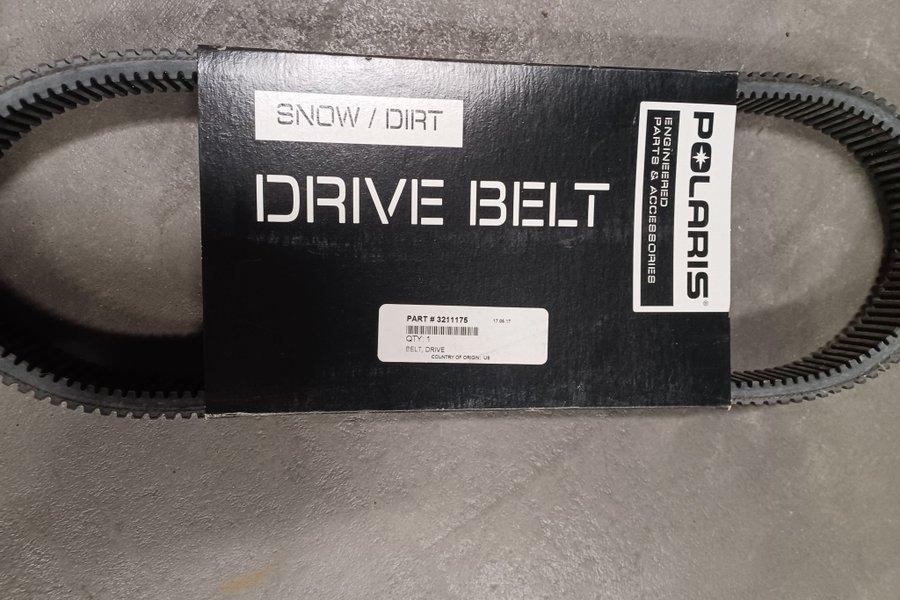 SNOW / DIRT
DRIVE BELT
POLARIS®
ENGINEERED
PARTS & ACCESSORIES
PART # 3211175 17.06.17
QTY: 1
BELT, DRIVE
COUNTRY OF ORIGIN: US